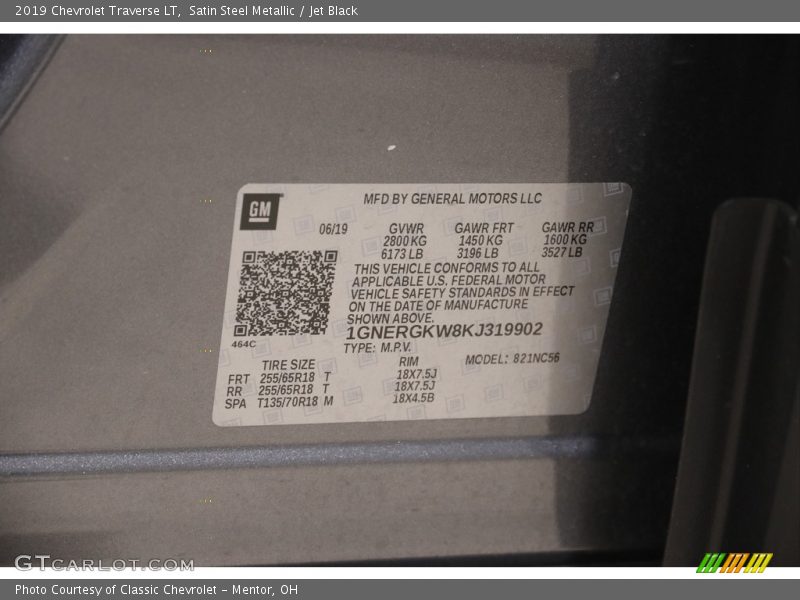 2019 Chevrolet Traverse LT, Satin Steel Metallic / Jet Black
GM
MFD BY GENERAL MOTORS LLC
06/19 GVWR GAWR FRT GAWR RR
2800 KG 1450 KG 1600 KG
6173 LB 3196 LB 3527 LB
THIS VEHICLE CONFORMS TO ALL
APPLICABLE U.S. FEDERAL MOTOR
VEHICLE SAFETY STANDARDS IN EFFECT
ON THE DATE OF MANUFACTURE
SHOWN ABOVE.
1GNERGKW8KJ319902
464C
TYPE: M.P.V.
MODEL: 821NC56
TIRE SIZE RIM
FRT 255/65R18 T 18X7.5J
RR 255/65R18 T 18X7.5J
SPA T135/70R18 M 18X4.5B
GTCARLOT.COM
Photo Courtesy of Classic Chevrolet - Mentor, OH